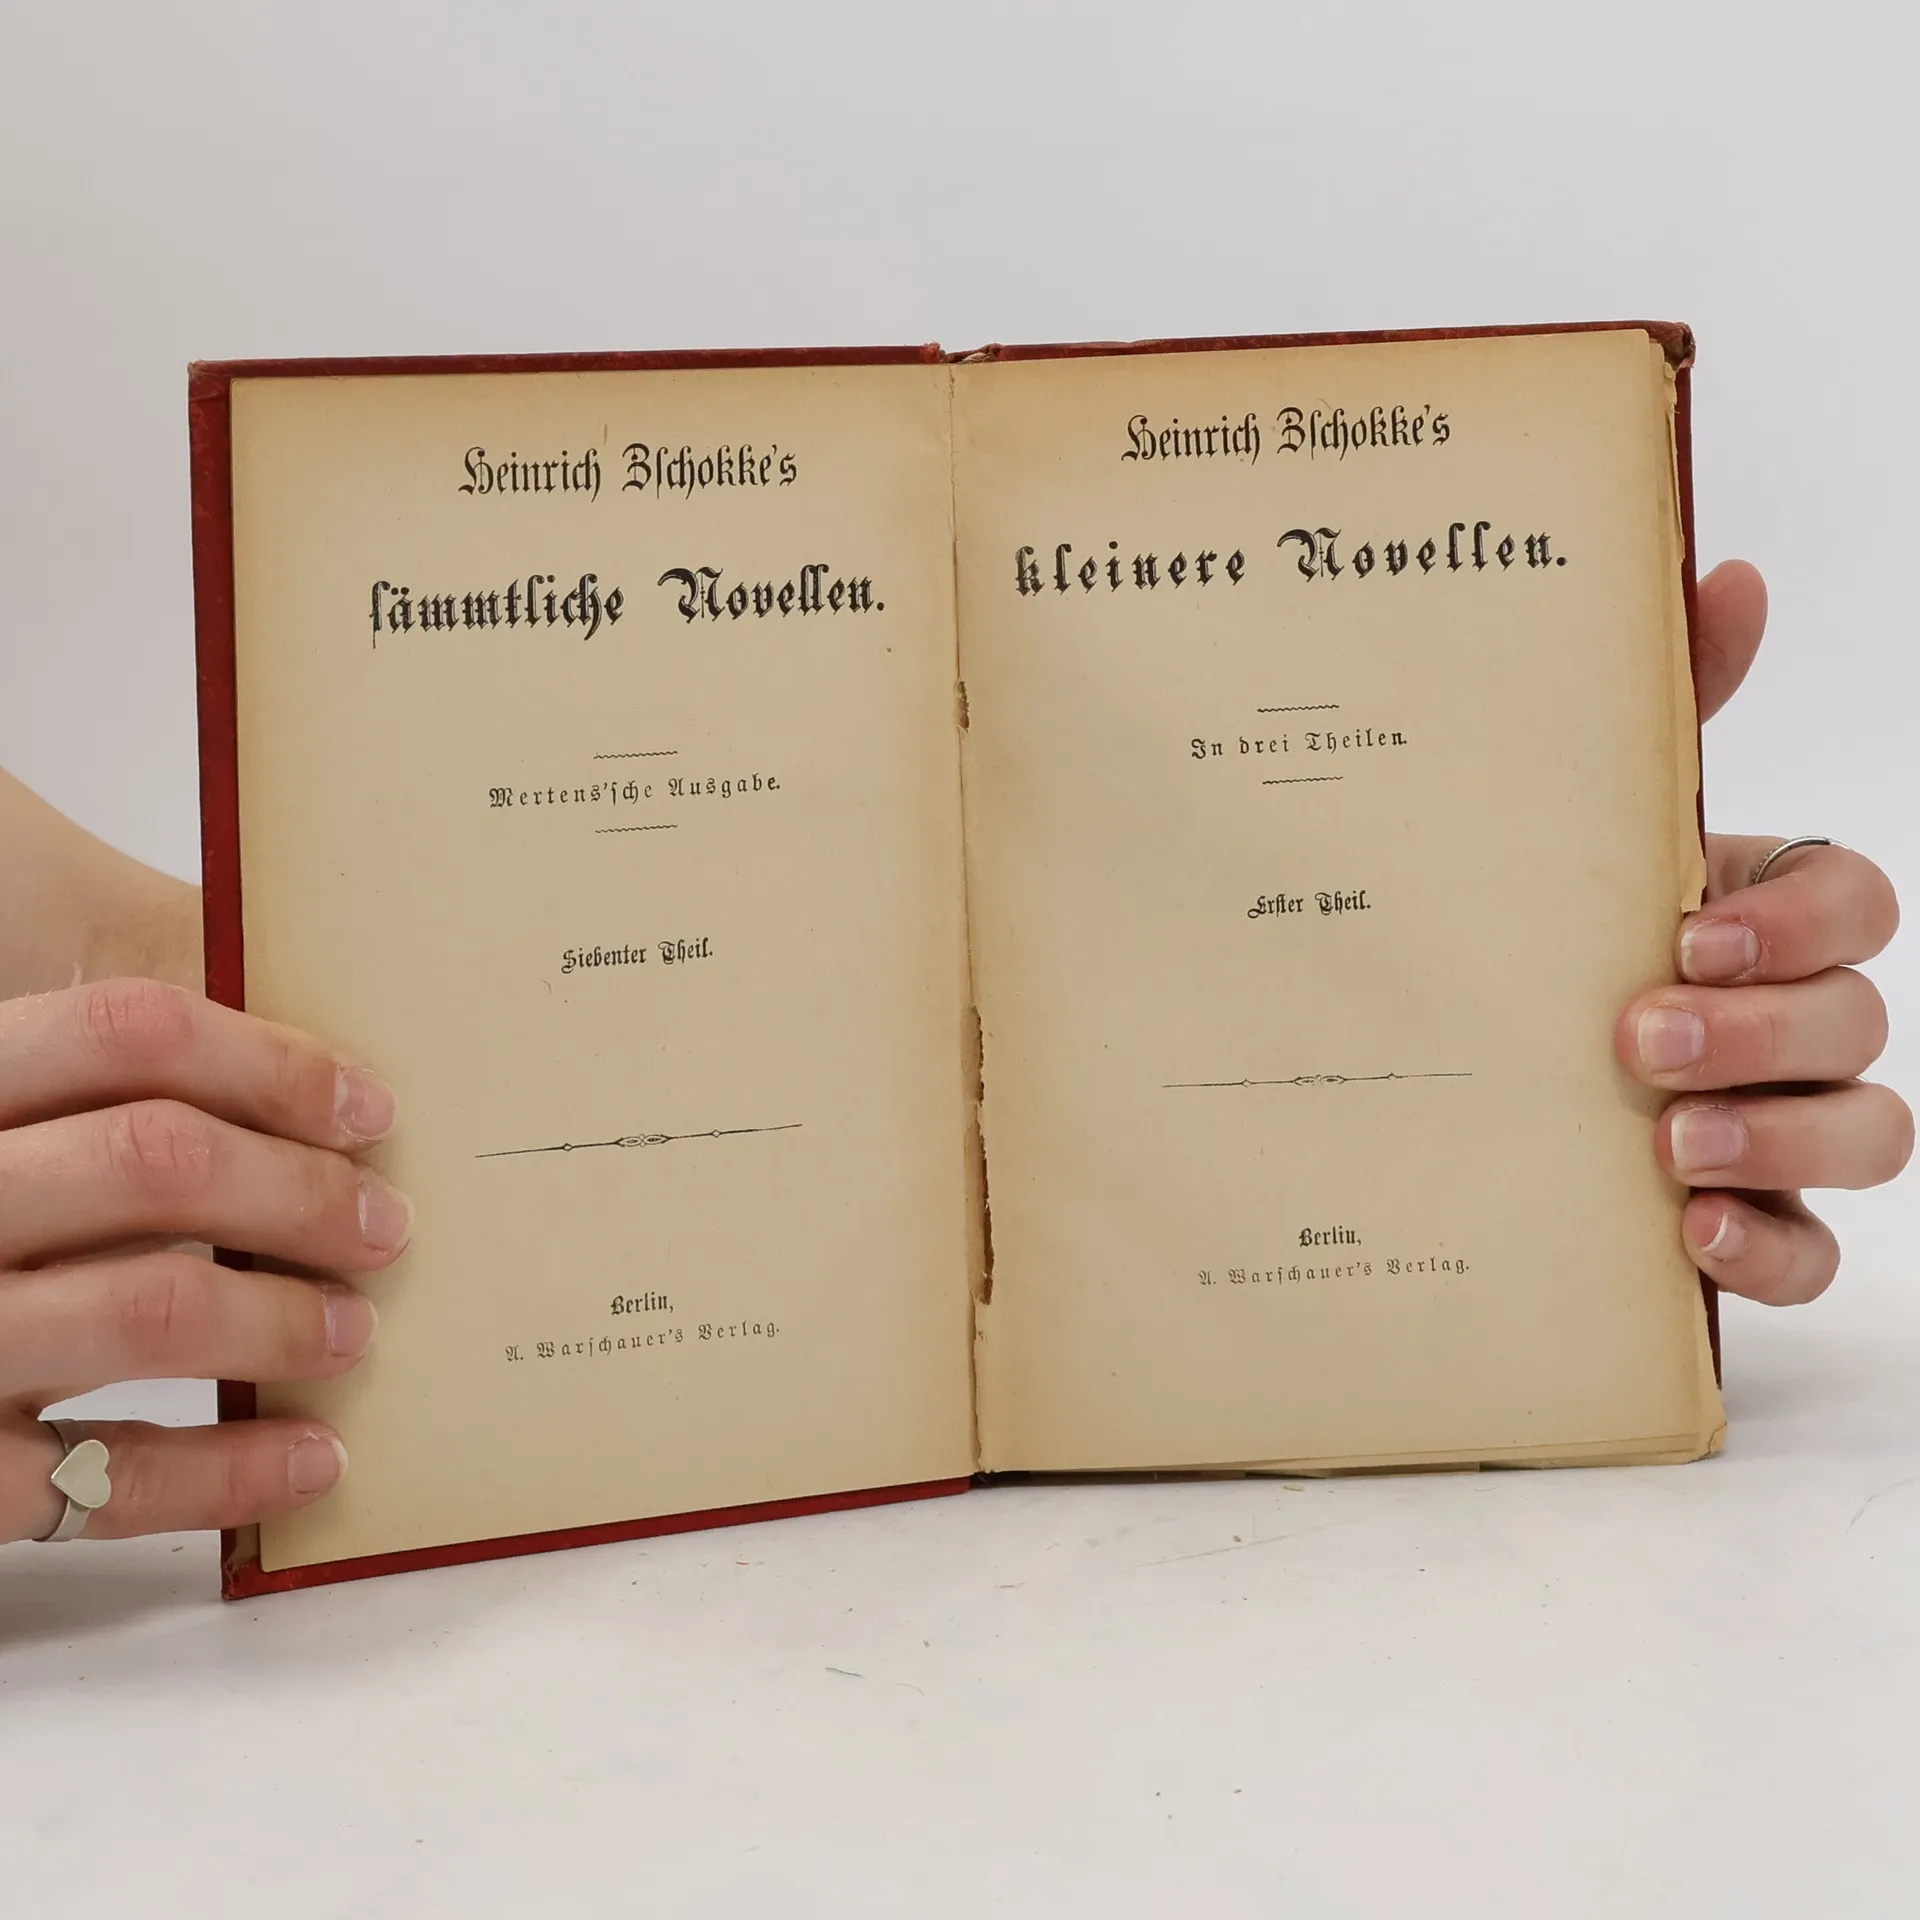 Heinrich Zschokke's
sämmtliche Novellen.
Mertens'sche Ausgabe.
Siebenter Theil.
Berlin,
A. Warschauer's Verlag.
Heinrich Zschokke's
kleinere Novellen.
In drei Theilen.
Erster Theil.
Berlin,
A. Warschauer's Verlag.